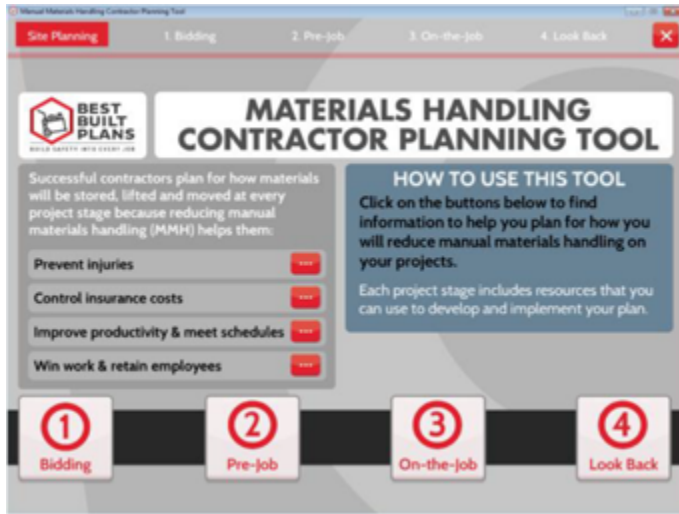 Manual Materials Handling Contractor Planning Tool
Site Planning
1. Bidding
2. Pre-Job
3. On-the-Job
4. Look Back
BEST
BUILT
PLANS
BUILD SAFETY INTO EVERY JOB
MATERIALS HANDLING
CONTRACTOR PLANNING TOOL
Successful contractors plan for how materials
will be stored, lifted and moved at every
project stage because reducing manual
materials handling (MMH) helps them:
Prevent injuries
Control insurance costs
Improve productivity & meet schedules
Win work & retain employees
HOW TO USE THIS TOOL
Click on the buttons below to find
information to help you plan for how you
will reduce manual materials handling on
your projects.
Each project stage includes resources that you
can use to develop and implement your plan.
1
Bidding
2
Pre-Job
3
On-the-Job
4
Look Back